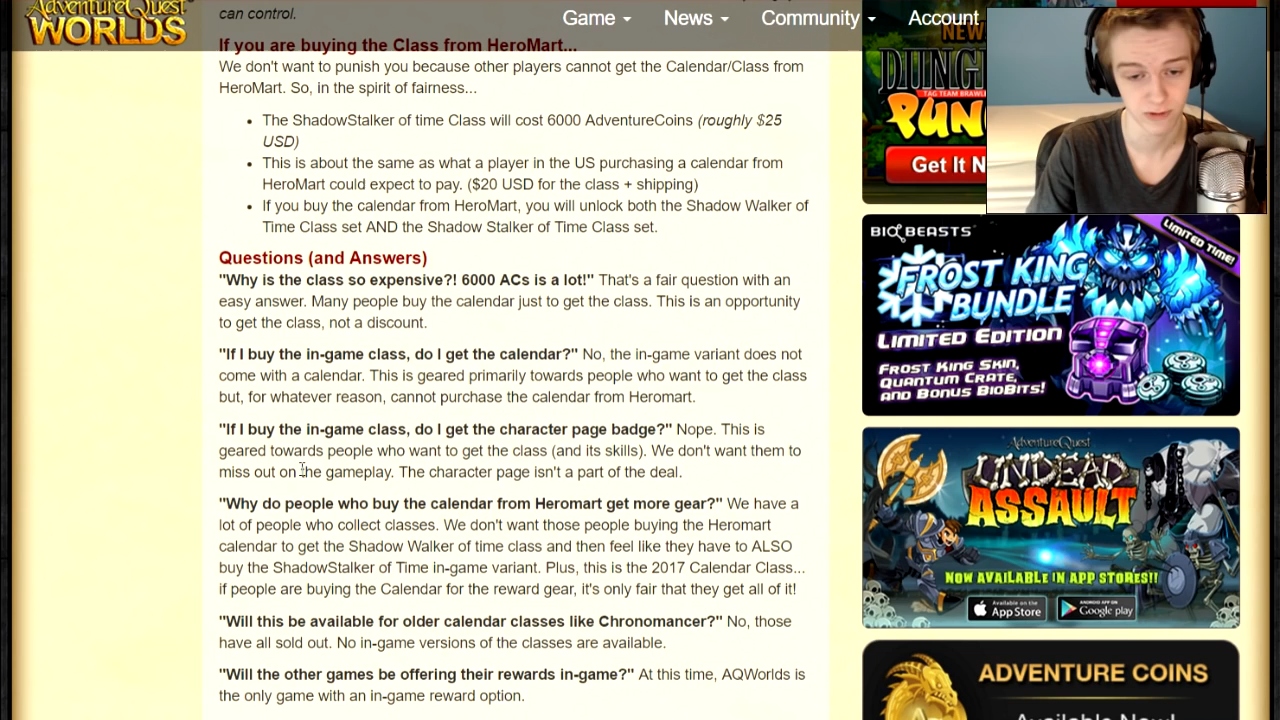 AdventureQuest
WORLDS
Game
News
Community
Account
can control.
If you are buying the Class from HeroMart...
We don't want to punish you because other players cannot get the Calendar/Class from
HeroMart. So, in the spirit of fairness...
• The ShadowStalker of time Class will cost 6000 AdventureCoins (roughly $25
USD)
• This is about the same as what a player in the US purchasing a calendar from
HeroMart could expect to pay. ($20 USD for the class + shipping)
• If you buy the calendar from HeroMart, you will unlock both the Shadow Walker of
Time Class set AND the Shadow Stalker of Time Class set.
Questions (and Answers)
"Why is the class so expensive?! 6000 ACs is a lot!" That's a fair question with an
easy answer. Many people buy the calendar just to get the class. This is an opportunity
to get the class, not a discount.
"If I buy the in-game class, do I get the calendar?" No, the in-game variant does not
come with a calendar. This is geared primarily towards people who want to get the class
but, for whatever reason, cannot purchase the calendar from Heromart.
"If I buy the in-game class, do I get the character page badge?" Nope. This is
geared towards people who want to get the class (and its skills). We don't want them to
miss out on the gameplay. The character page isn't a part of the deal.
"Why do people who buy the calendar from Heromart get more gear?" We have a
lot of people who collect classes. We don't want those people buying the Heromart
calendar to get the Shadow Walker of time class and then feel like they have to ALSO
buy the ShadowStalker of Time in-game variant. Plus, this is the 2017 Calendar Class...
if people are buying the Calendar for the reward gear, it's only fair that they get all of it!
"Will this be available for older calendar classes like Chronomancer?" No, those
have all sold out. No in-game versions of the classes are available.
"Will the other games be offering their rewards in-game?" At this time, AQWorlds is
the only game with an in-game reward option.
NEW
DUNG
TAG TEAM BRAWL
PUN
Get It N
BIO BEASTS
LIMITED TIME!
FROST KING
BUNDLE
LIMITED EDITION
FROST KING SKIN,
QUANTUM CRATE,
AND BONUS BIOBITS!
AdventureQuest
UNDEAD
ASSAULT
NOW AVAILABLE IN APP STORES!!
Available on the
App Store
Google play
ADVENTURE COINS
Available Now!